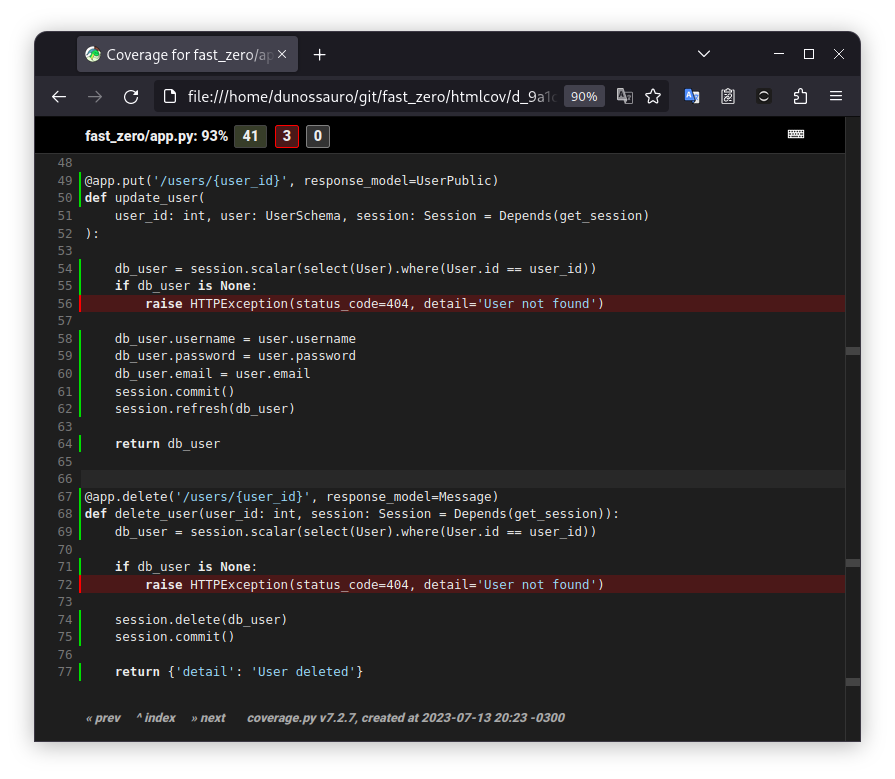 Coverage for fast_zero/ap
file:///home/dunossauro/git/fast_zero/htmlcov/d_9a1 90%
fast_zero/app.py: 93% 41 3 0
48
49 @app.put('/users/{user_id}', response_model=UserPublic)
50 def update_user(
51     user_id: int, user: UserSchema, session: Session = Depends(get_session)
52 ):
53
54     db_user = session.scalar(select(User).where(User.id == user_id))
55     if db_user is None:
56         raise HTTPException(status_code=404, detail='User not found')
57
58     db_user.username = user.username
59     db_user.password = user.password
60     db_user.email = user.email
61     session.commit()
62     session.refresh(db_user)
63
64     return db_user
65
66
67 @app.delete('/users/{user_id}', response_model=Message)
68 def delete_user(user_id: int, session: Session = Depends(get_session)):
69     db_user = session.scalar(select(User).where(User.id == user_id))
70
71     if db_user is None:
72         raise HTTPException(status_code=404, detail='User not found')
73
74     session.delete(db_user)
75     session.commit()
76
77     return {'detail': 'User deleted'}
« prev ^ index » next coverage.py v7.2.7, created at 2023-07-13 20:23 -0300